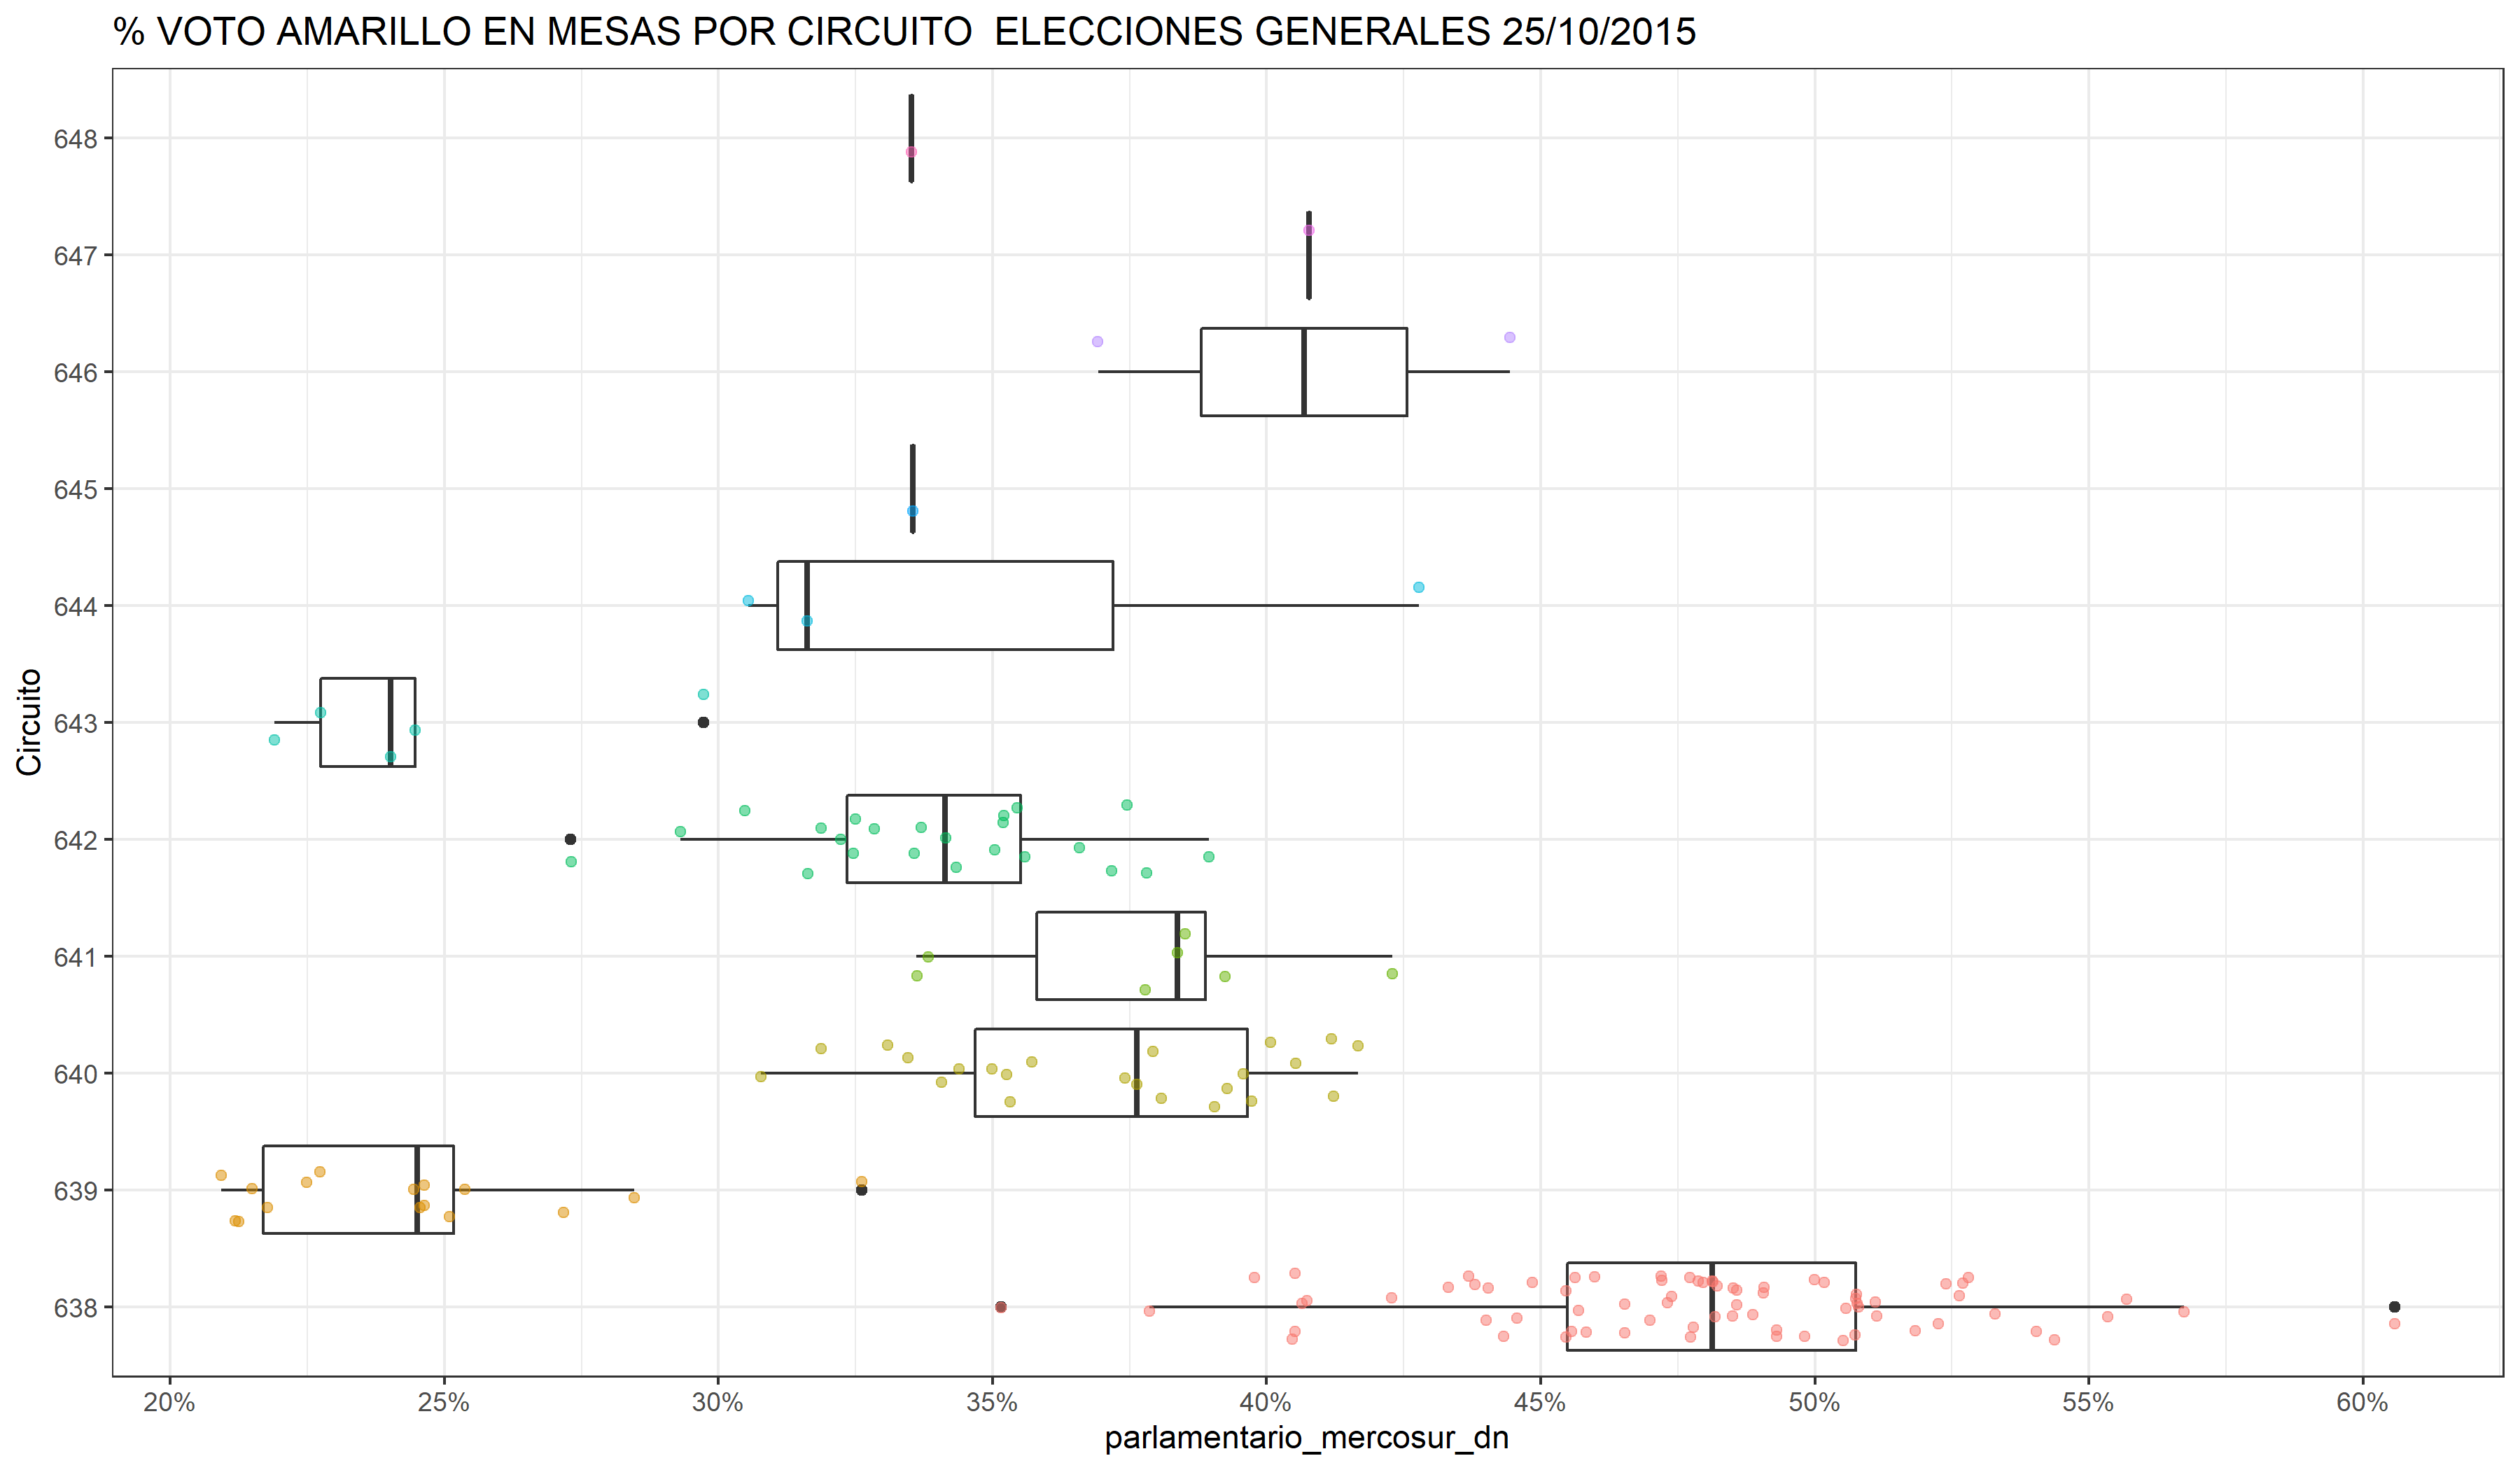 % VOTO AMARILLO EN MESAS POR CIRCUITO  ELECCIONES GENERALES 25/10/2015
648
647
646
645
644
643
642
641
640
639
638
Circuito
20% 25% 30% 35% 40% 45% 50% 55% 60%
parlamentario_mercosur_dn